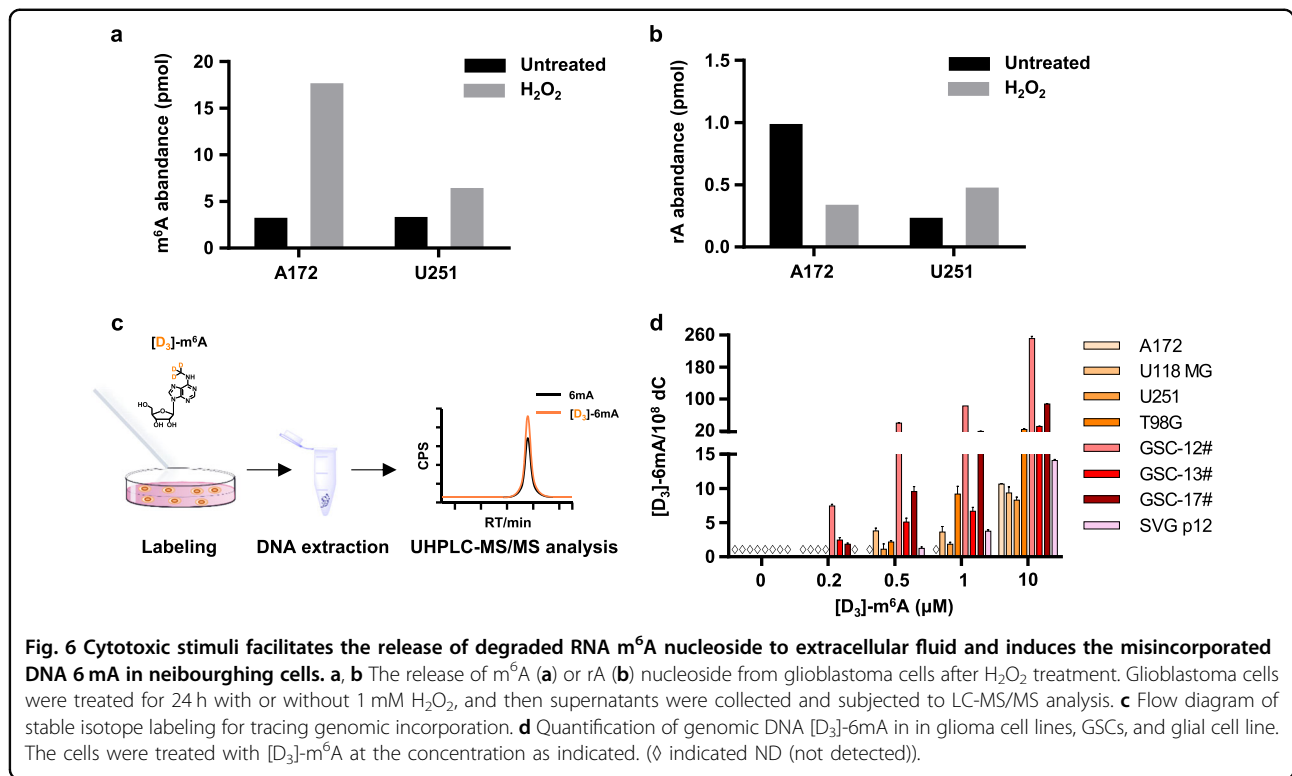 a
m⁶A abandance (pmol)
20
15
10
5
0
Untreated
H₂O₂
A172
U251
b
rA abandance (pmol)
1.5
1.0
0.5
0.0
Untreated
H₂O₂
A172
U251
c
[D₃]-m⁶A
D
D
D
NH
N
N
N
N
HO
O
OH
OH
Labeling
DNA extraction
CPS
6mA
[D₃]-6mA
RT/min
UHPLC-MS/MS analysis
d
[D₃]-6mA/10⁸ dC
260
180
100
20
15
10
5
0
0
0.2
0.5
1
10
[D₃]-m⁶A (μM)
A172
U118 MG
U251
T98G
GSC-12#
GSC-13#
GSC-17#
SVG p12
Fig. 6 Cytotoxic stimuli facilitates the release of degraded RNA m⁶A nucleoside to extracellular fluid and induces the misincorporated
DNA 6 mA in neibourghing cells. a, b The release of m⁶A (a) or rA (b) nucleoside from glioblastoma cells after H₂O₂ treatment. Glioblastoma cells
were treated for 24 h with or without 1 mM H₂O₂, and then supernatants were collected and subjected to LC-MS/MS analysis. c Flow diagram of
stable isotope labeling for tracing genomic incorporation. d Quantification of genomic DNA [D₃]-6mA in in glioma cell lines, GSCs, and glial cell line.
The cells were treated with [D₃]-m⁶A at the concentration as indicated. (◊ indicated ND (not detected)).